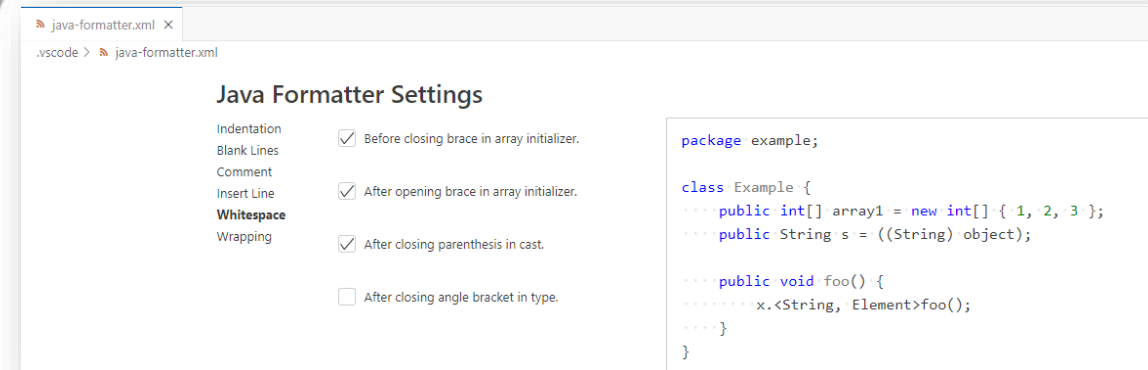 java-formatter.xml
.vscode > java-formatter.xml
Java Formatter Settings
Indentation
Blank Lines
Comment
Insert Line
Whitespace
Wrapping
Before closing brace in array initializer.
After opening brace in array initializer.
After closing parenthesis in cast.
After closing angle bracket in type.
package example;
class Example {
    public int[] array1 = new int[] { 1, 2, 3 };
    public String s = ((String) object);
    public void foo() {
        x.<String, Element>foo();
    }
}